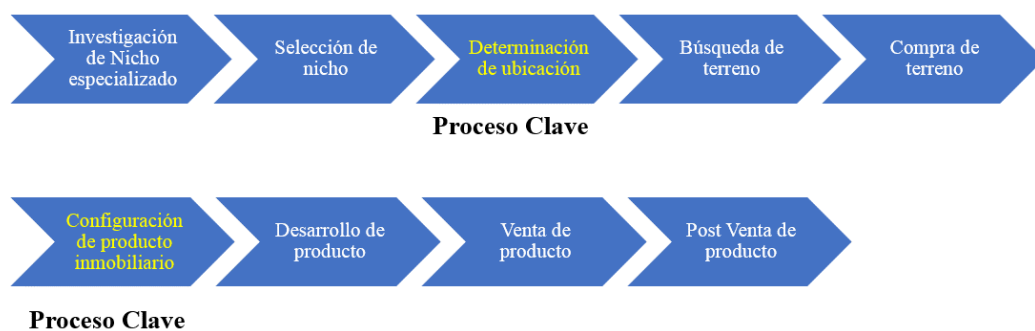 Investigación
de Nicho
especializado
Selección de
nicho
Determinación
de ubicación
Búsqueda de
terreno
Compra de
terreno
Proceso Clave
Configuración
de producto
inmobiliario
Desarrollo de
producto
Venta de
producto
Post Venta de
producto
Proceso Clave